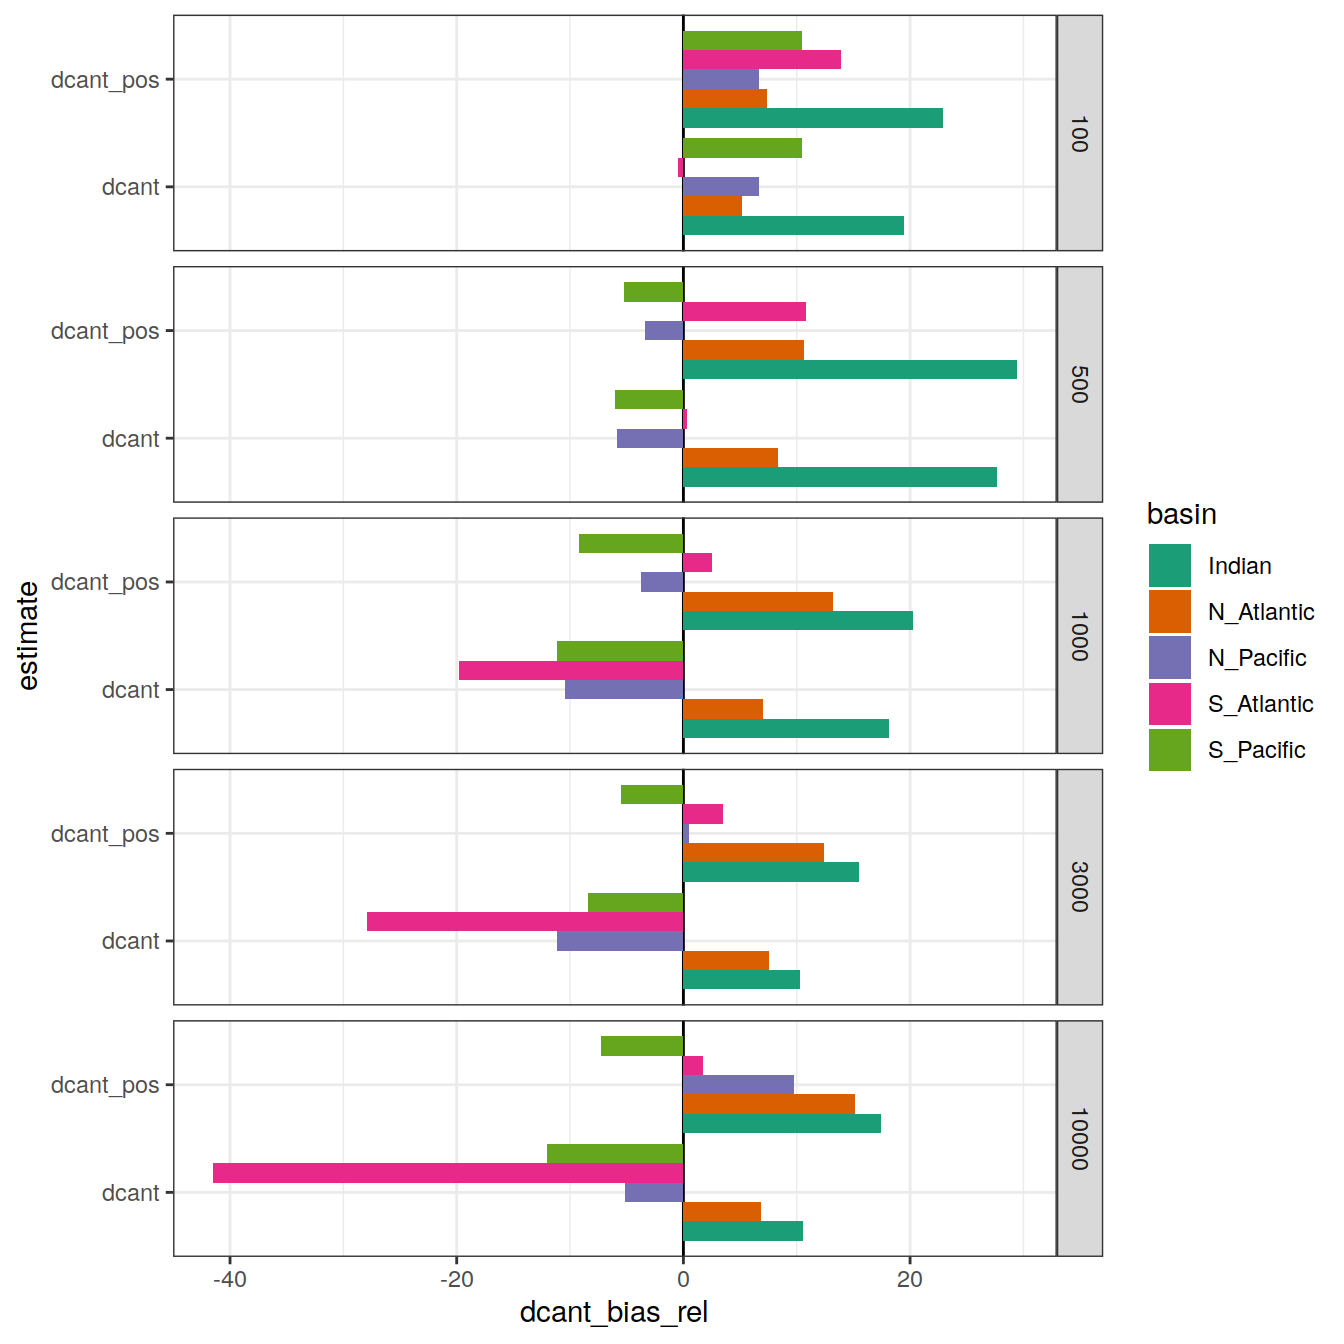 dcant_pos
dcant
100
dcant_pos
dcant
500
dcant_pos
dcant
1000
dcant_pos
dcant
3000
dcant_pos
dcant
10000
estimate
-40
-20
0
20
dcant_bias_rel
basin
Indian
N_Atlantic
N_Pacific
S_Atlantic
S_Pacific